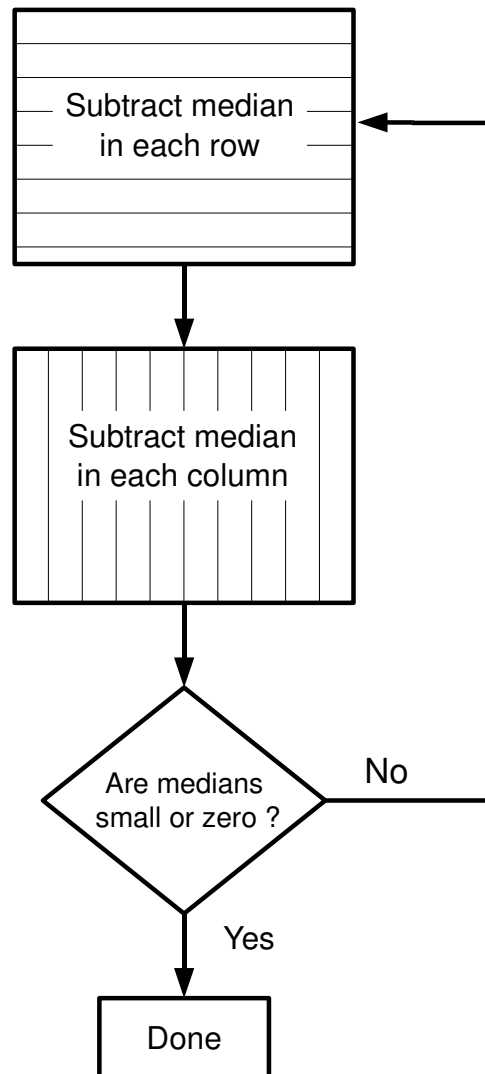 Subtract median
in each row
Subtract median
in each column
Are medians
small or zero ?
No
Yes
Done